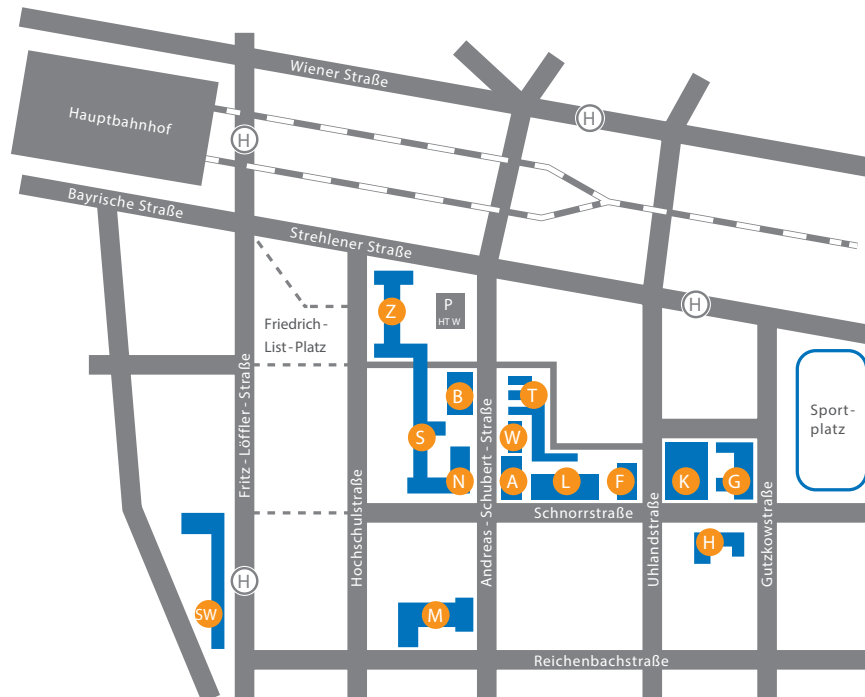 Wiener Straße
Hauptbahnhof
H
H
Bayrische Straße
Strehlener Straße
H
Z
P
HT W
Friedrich-
List-Platz
Fritz-Löffler-Straße
B
T
Sport-
platz
S
W
Andreas-Schubert-Straße
N
A
L
F
K
G
Schnorrstraße
Hochschulstraße
Uhlandstraße
Gutzkowstraße
H
H
SW
M
Reichenbachstraße